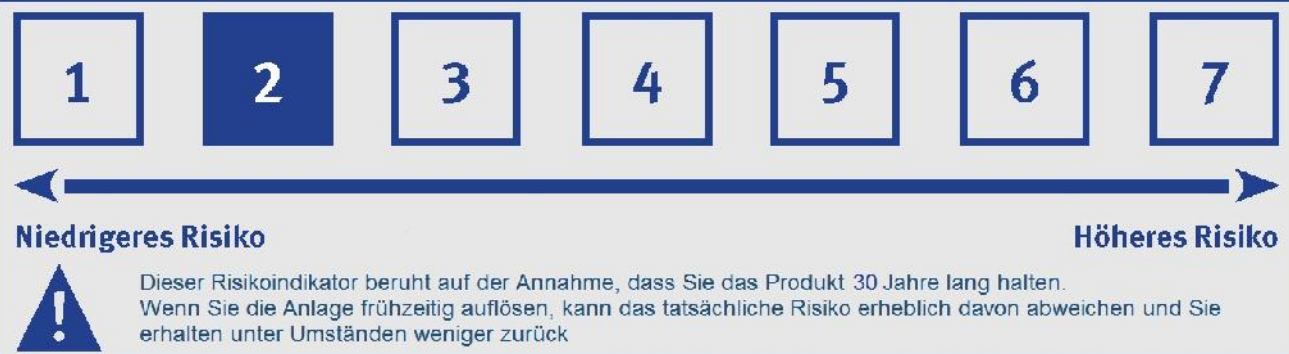 1 2 3 4 5 6 7
Niedrigeres Risiko Höheres Risiko
!
Dieser Risikoindikator beruht auf der Annahme, dass Sie das Produkt 30 Jahre lang halten.
Wenn Sie die Anlage frühzeitig auflösen, kann das tatsächliche Risiko erheblich davon abweichen und Sie
erhalten unter Umständen weniger zurück